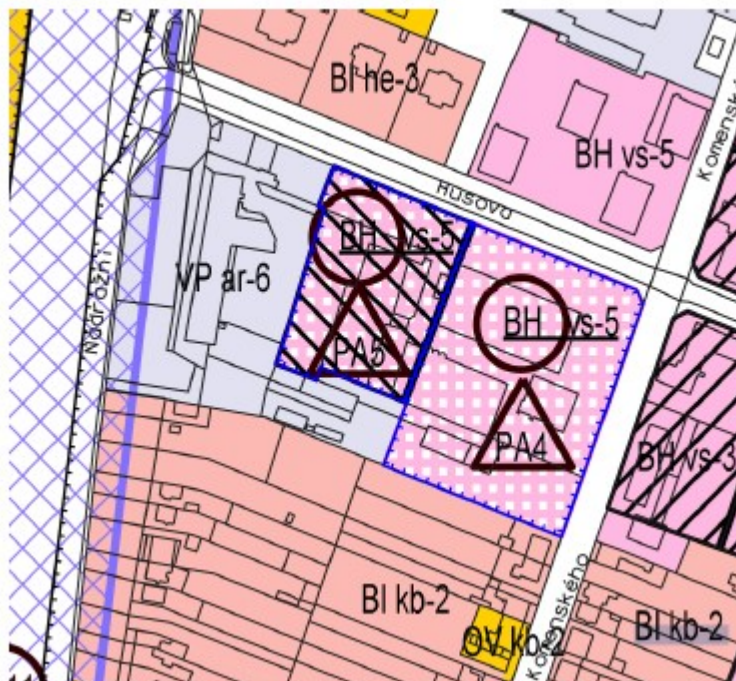 BI he-3
BH vs-5
Komensk
Husova
BH vs-5
VP ar-6
BH vs-5
Nádražní
PA5
PA4
BH vs-3
BI kb-2
OV kb-2
Komenského
BI kb-2